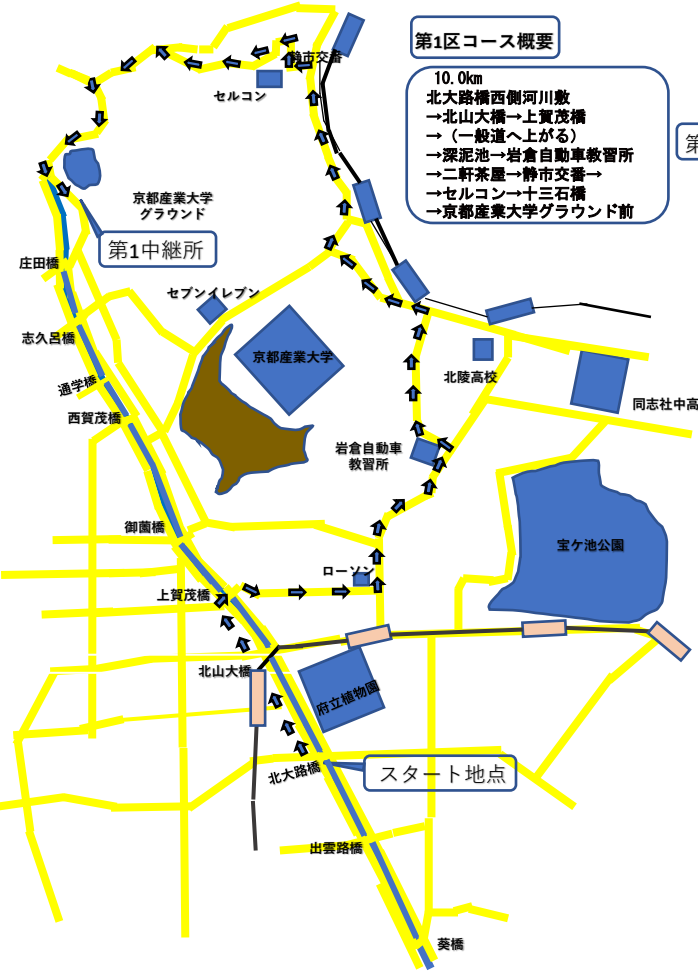 第1区コース概要
10.0km
北大路橋西側河川敷
→北山大橋→上賀茂橋
→（一般道へ上がる）
→深泥池→岩倉自動車教習所
→二軒茶屋→静市交番→
→セルコン→十三石橋
→京都産業大学グラウンド前
第
静市交番
セルコン
京都産業大学
グラウンド
第1中継所
庄田橋
セブンイレブン
志久呂橋
京都産業大学
北陵高校
通学橋
同志社中高
西賀茂橋
岩倉自動車
教習所
御薗橋
宝ケ池公園
ローソン
上賀茂橋
北山大橋
府立植物園
北大路橋
スタート地点
出雲路橋
葵橋